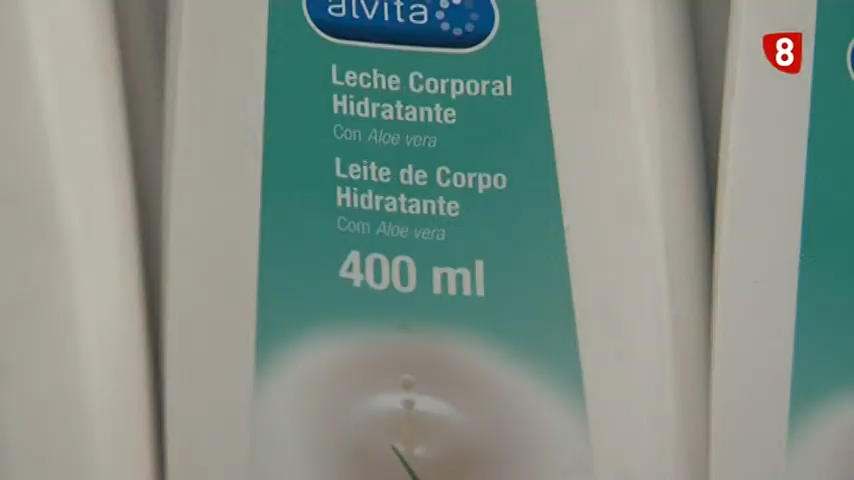 alvita
8
Leche Corporal
Hidratante
Con Aloe vera
Leite de Corpo
Hidratante
Com Aloe vera
400 ml